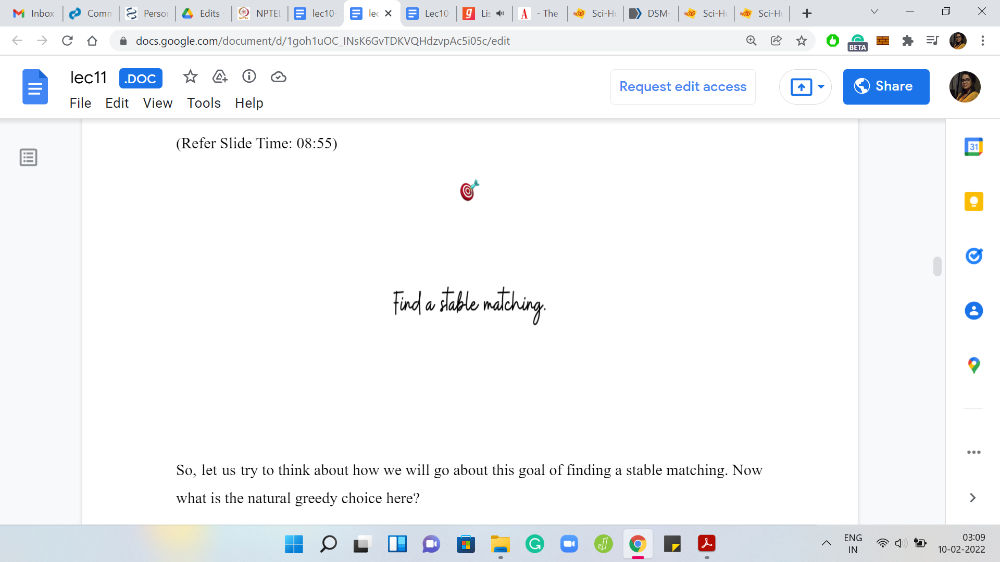 Inbox
Comm
Person
Edits -
NPTEL
lec10-
lec
Lec10
Lis
- The
Sci-Hu
DSM-
Sci-Hu
Sci-Hu
docs.google.com/document/d/1goh1uOC_lNsK6GvTDKVQHdzvpAc5i05c/edit
BETA
lec11 .DOC
File Edit View Tools Help
Request edit access
Share
(Refer Slide Time: 08:55)
31
Find a stable matching.
So, let us try to think about how we will go about this goal of finding a stable matching. Now
what is the natural greedy choice here?
ENG
IN
03:09
10-02-2022